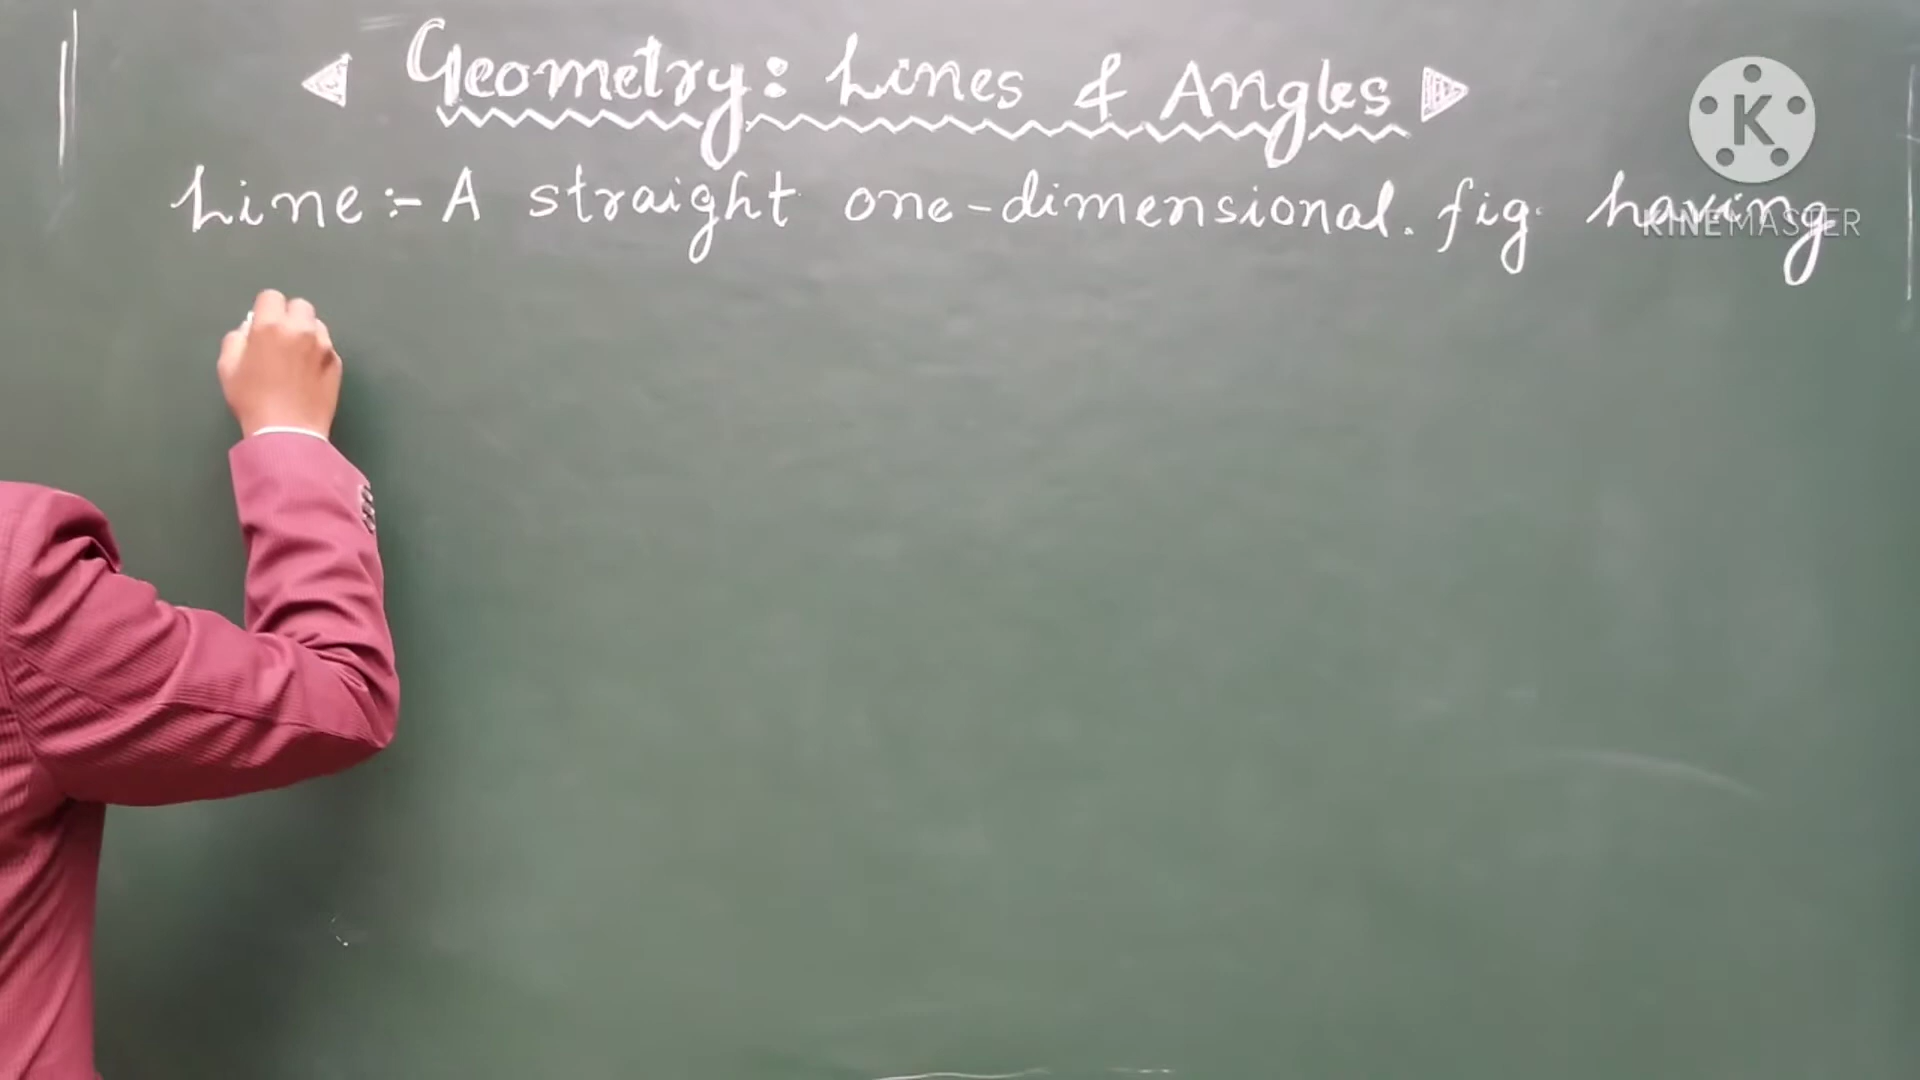 Geometry: Lines & Angles
Line :- A straight one-dimensional. fig. having
K
KINEMASTER